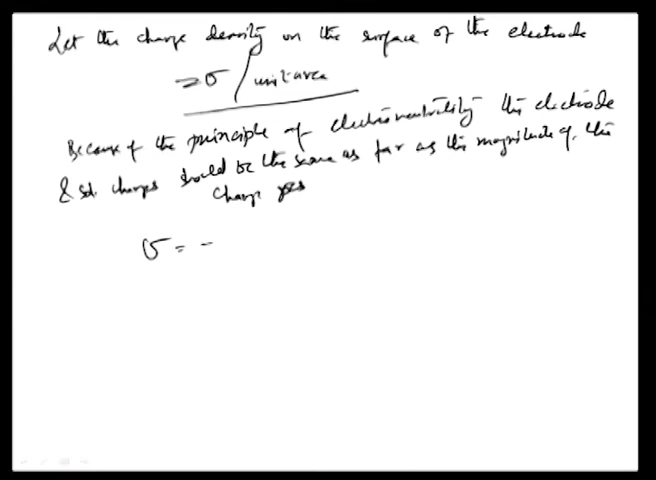 Let the charge density on the surface of the electrode
= σ / unit area
Because of the principle of electroneutrality the electrode
& sol. charges should be the same as far as the magnitude of the
charge goes
σ = -